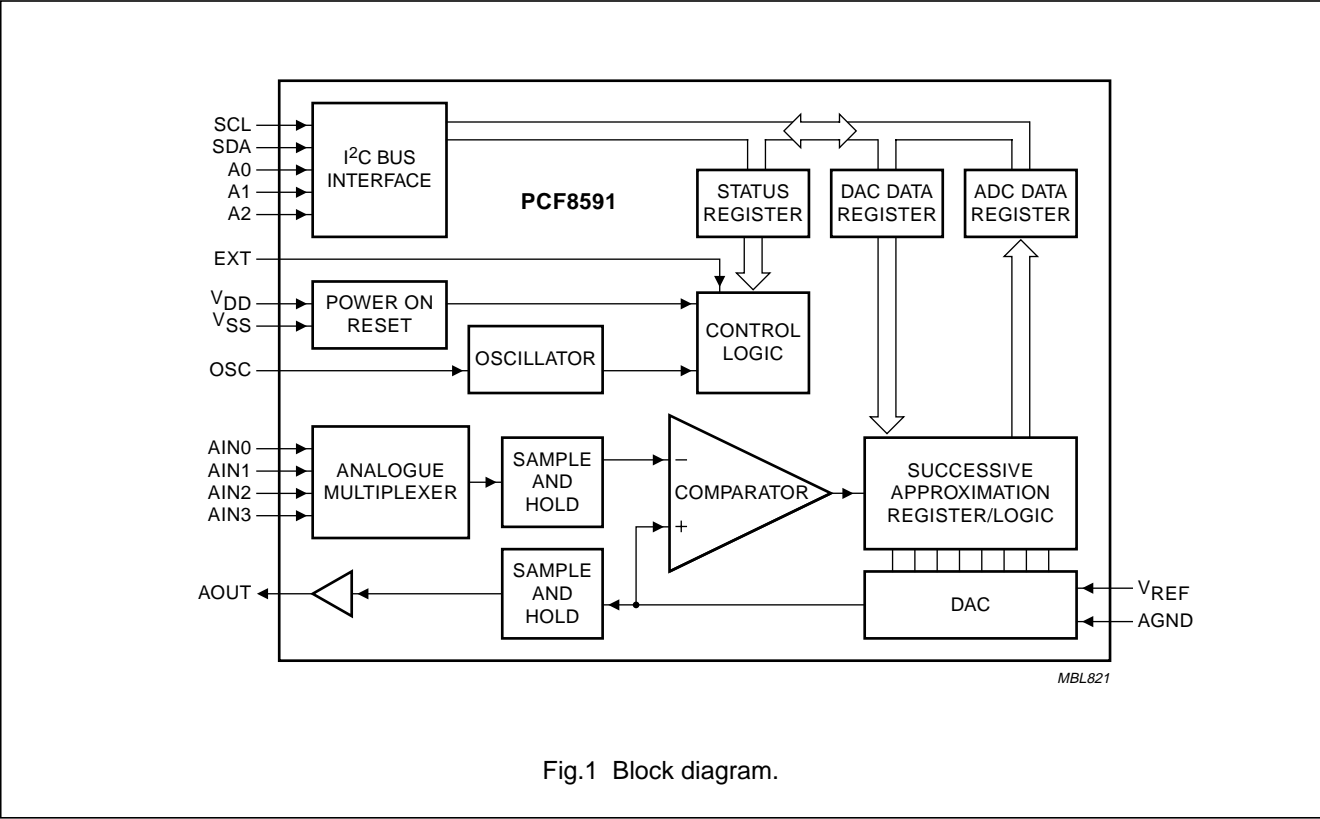 SCL
SDA
A0
A1
A2
I2C BUS
INTERFACE
PCF8591
STATUS
REGISTER
DAC DATA
REGISTER
ADC DATA
REGISTER
EXT
VDD
VSS
POWER ON
RESET
OSC
OSCILLATOR
CONTROL
LOGIC
AIN0
AIN1
AIN2
AIN3
ANALOGUE
MULTIPLEXER
SAMPLE
AND
HOLD
−
COMPARATOR
+
SUCCESSIVE
APPROXIMATION
REGISTER/LOGIC
AOUT
SAMPLE
AND
HOLD
DAC
VREF
AGND
MBL821
Fig.1 Block diagram.